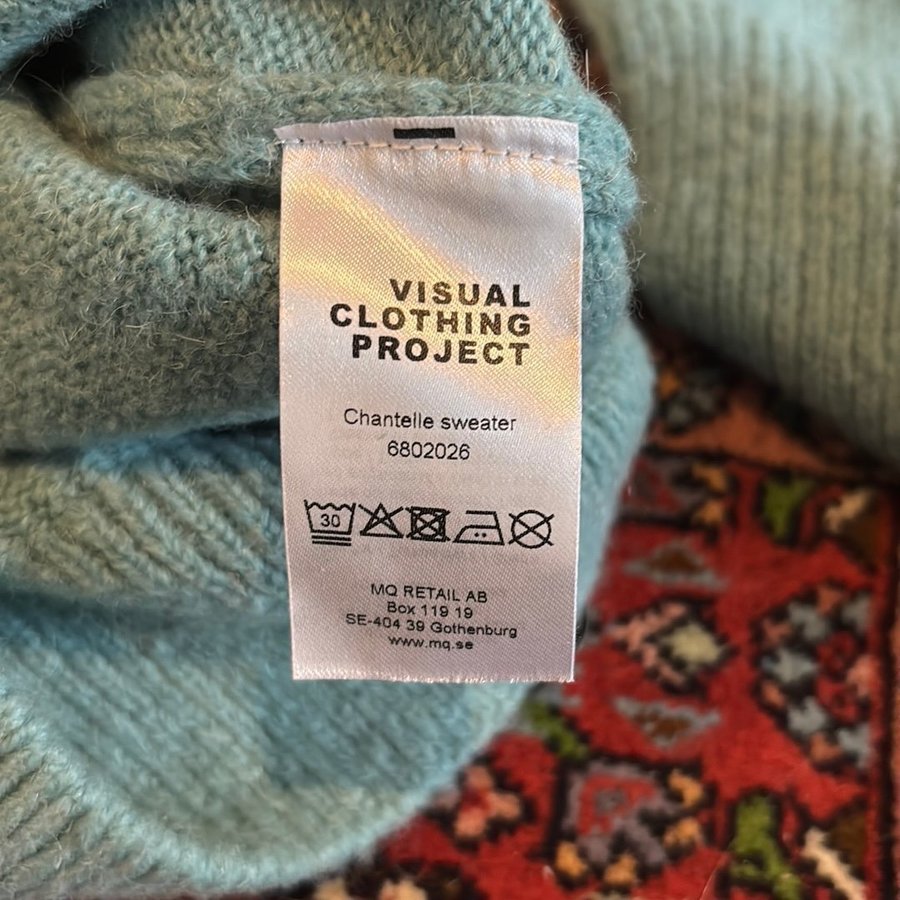 VISUAL
CLOTHING
PROJECT
Chantelle sweater
6802026
30
MQ RETAIL AB
Box 119 19
SE-404 39 Gothenburg
www.mq.se